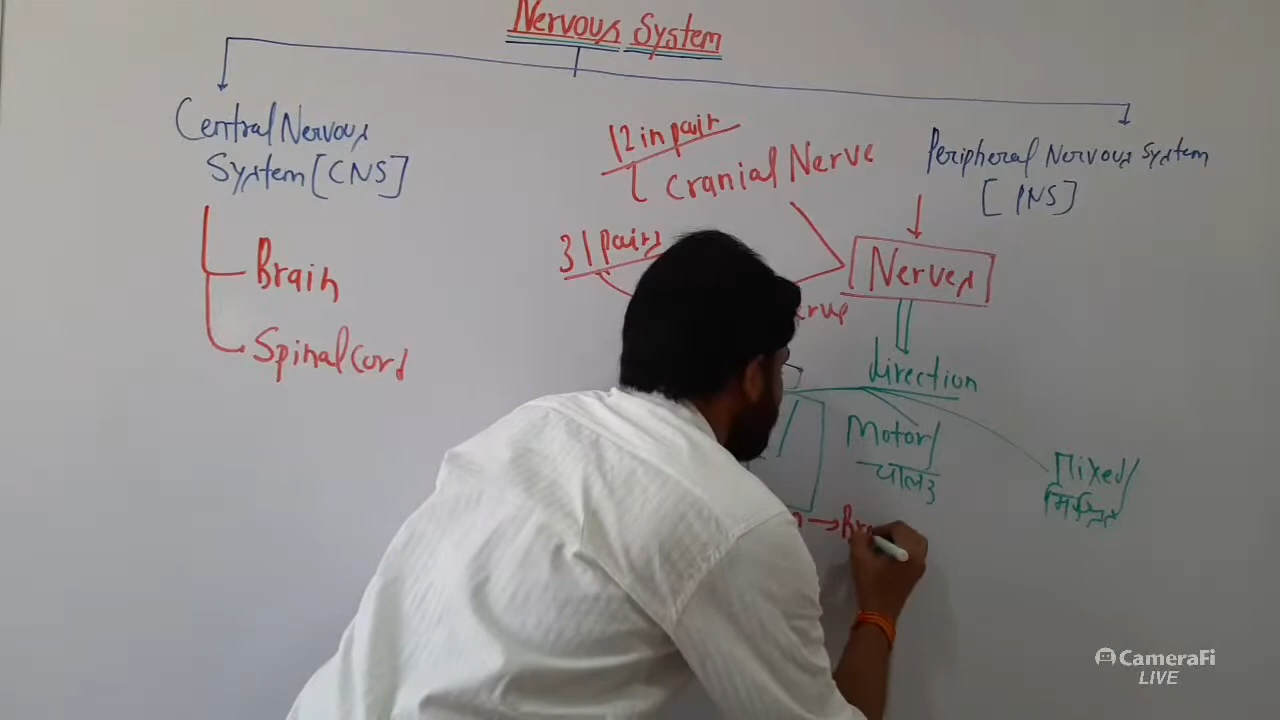 Nervous System
Central Nervous
System [CNS]
12 in pair
Cranial Nerve
Peripheral Nervous System
[PNS]
31 pairs
Brain
Nerves
Spinal Cord
direction
Motor/
चालक
Mixed/
मिश्रित
CameraFi
LIVE